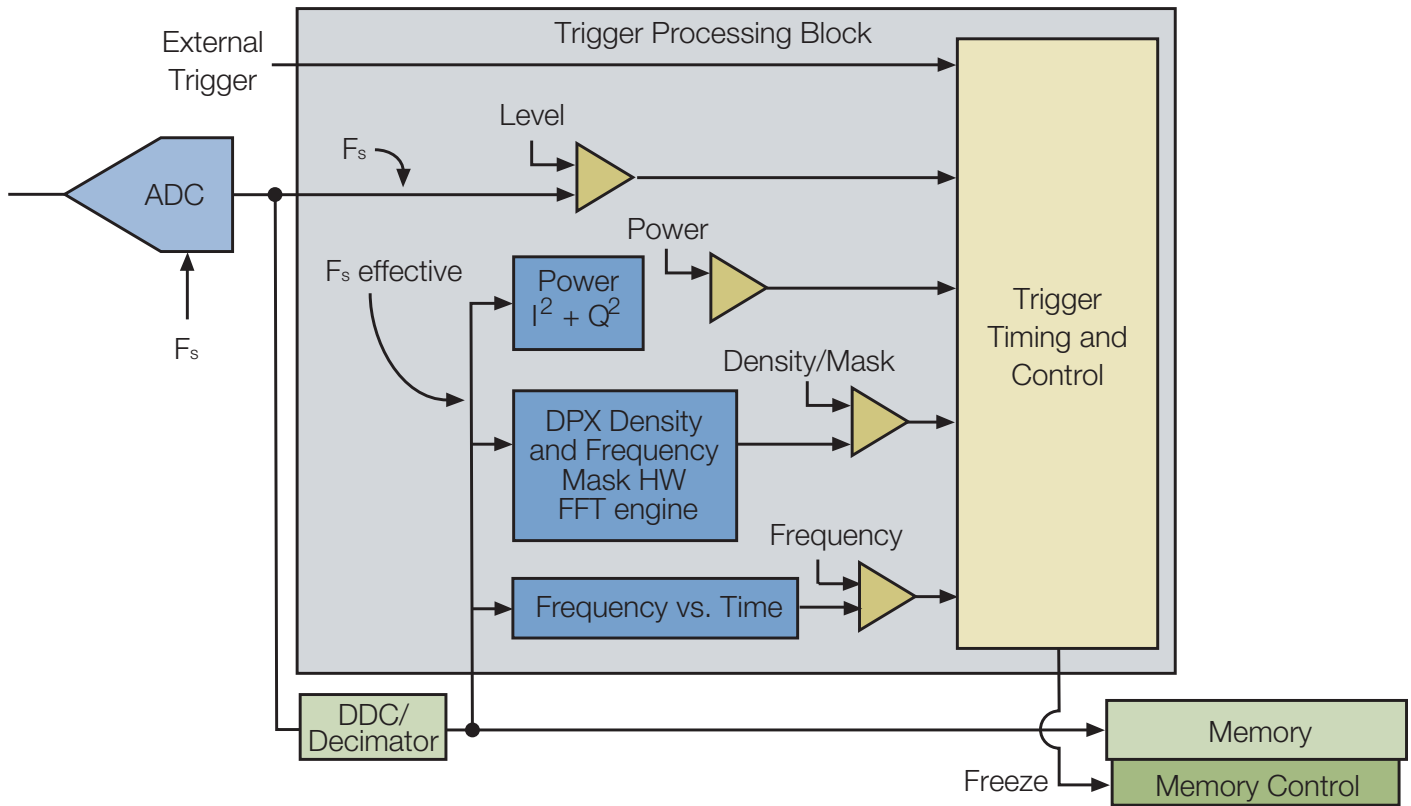 Trigger Processing Block
External
Trigger
Level
Fₛ
ADC
Fₛ
Power
Fₛ effective
Power
I² + Q²
Trigger
Timing and
Control
Density/Mask
DPX Density
and Frequency
Mask HW
FFT engine
Frequency
Frequency vs. Time
DDC/
Decimator
Memory
Freeze
Memory Control